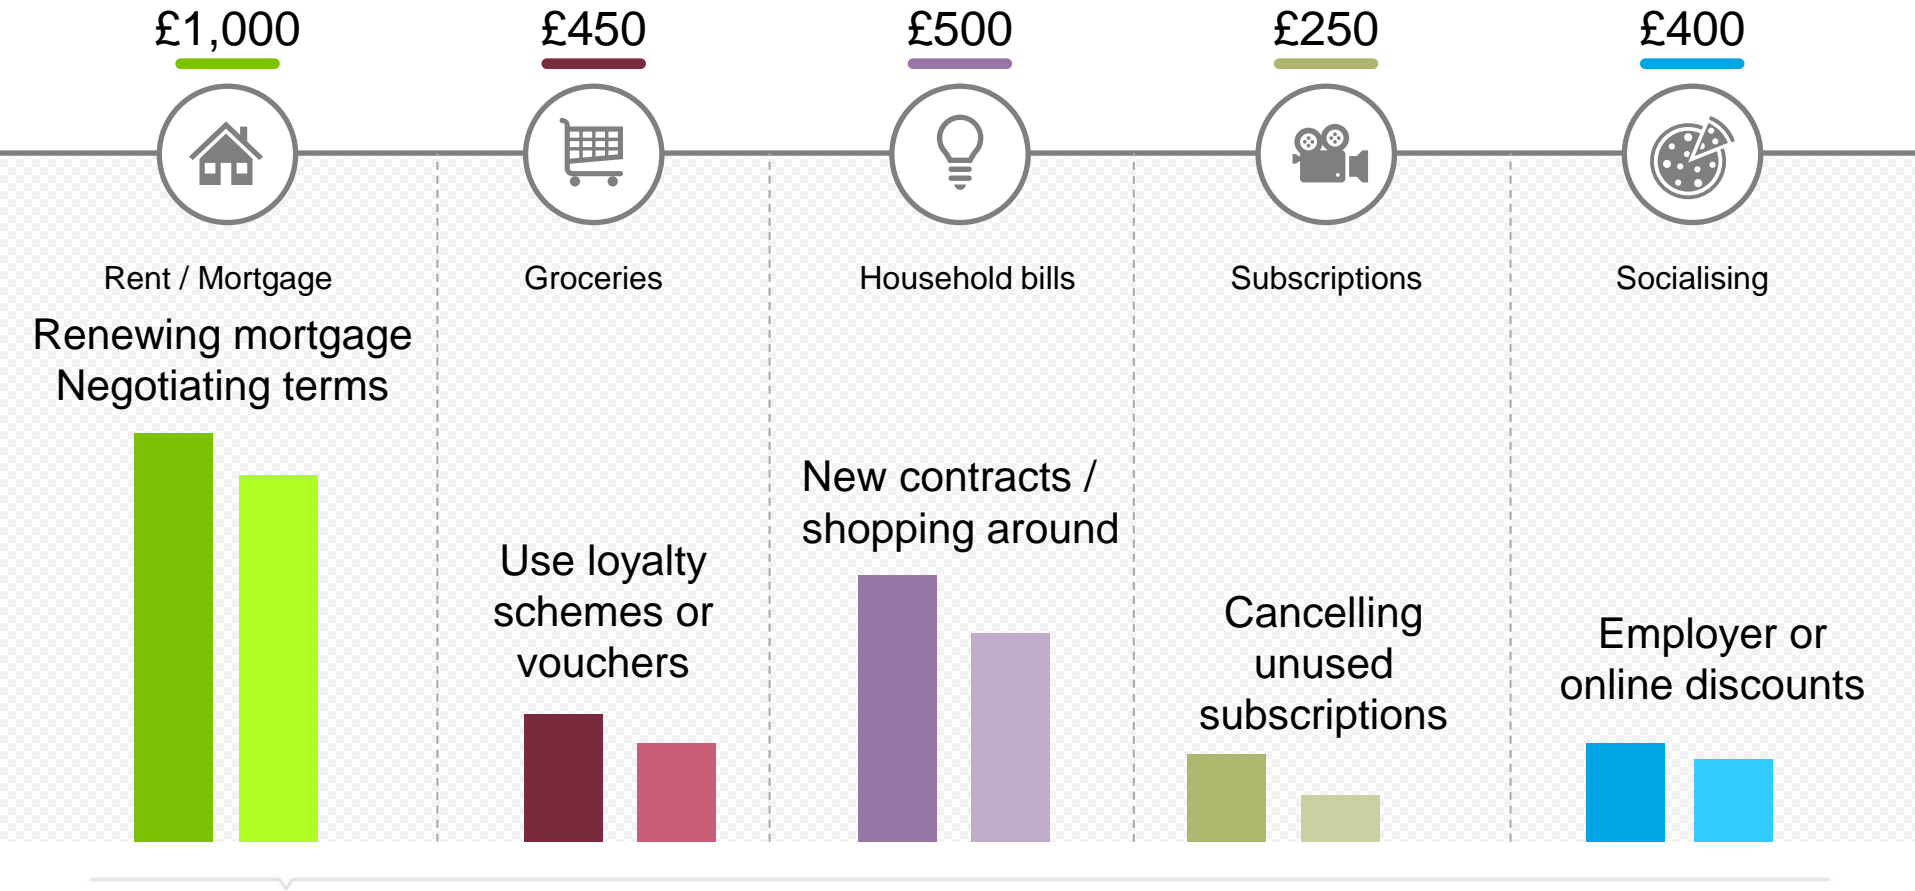 £1,000
£450
£500
£250
£400
Rent / Mortgage
Groceries
Household bills
Subscriptions
Socialising
Renewing mortgage
Negotiating terms
Use loyalty
schemes or
vouchers
New contracts /
shopping around
Cancelling
unused
subscriptions
Employer or
online discounts